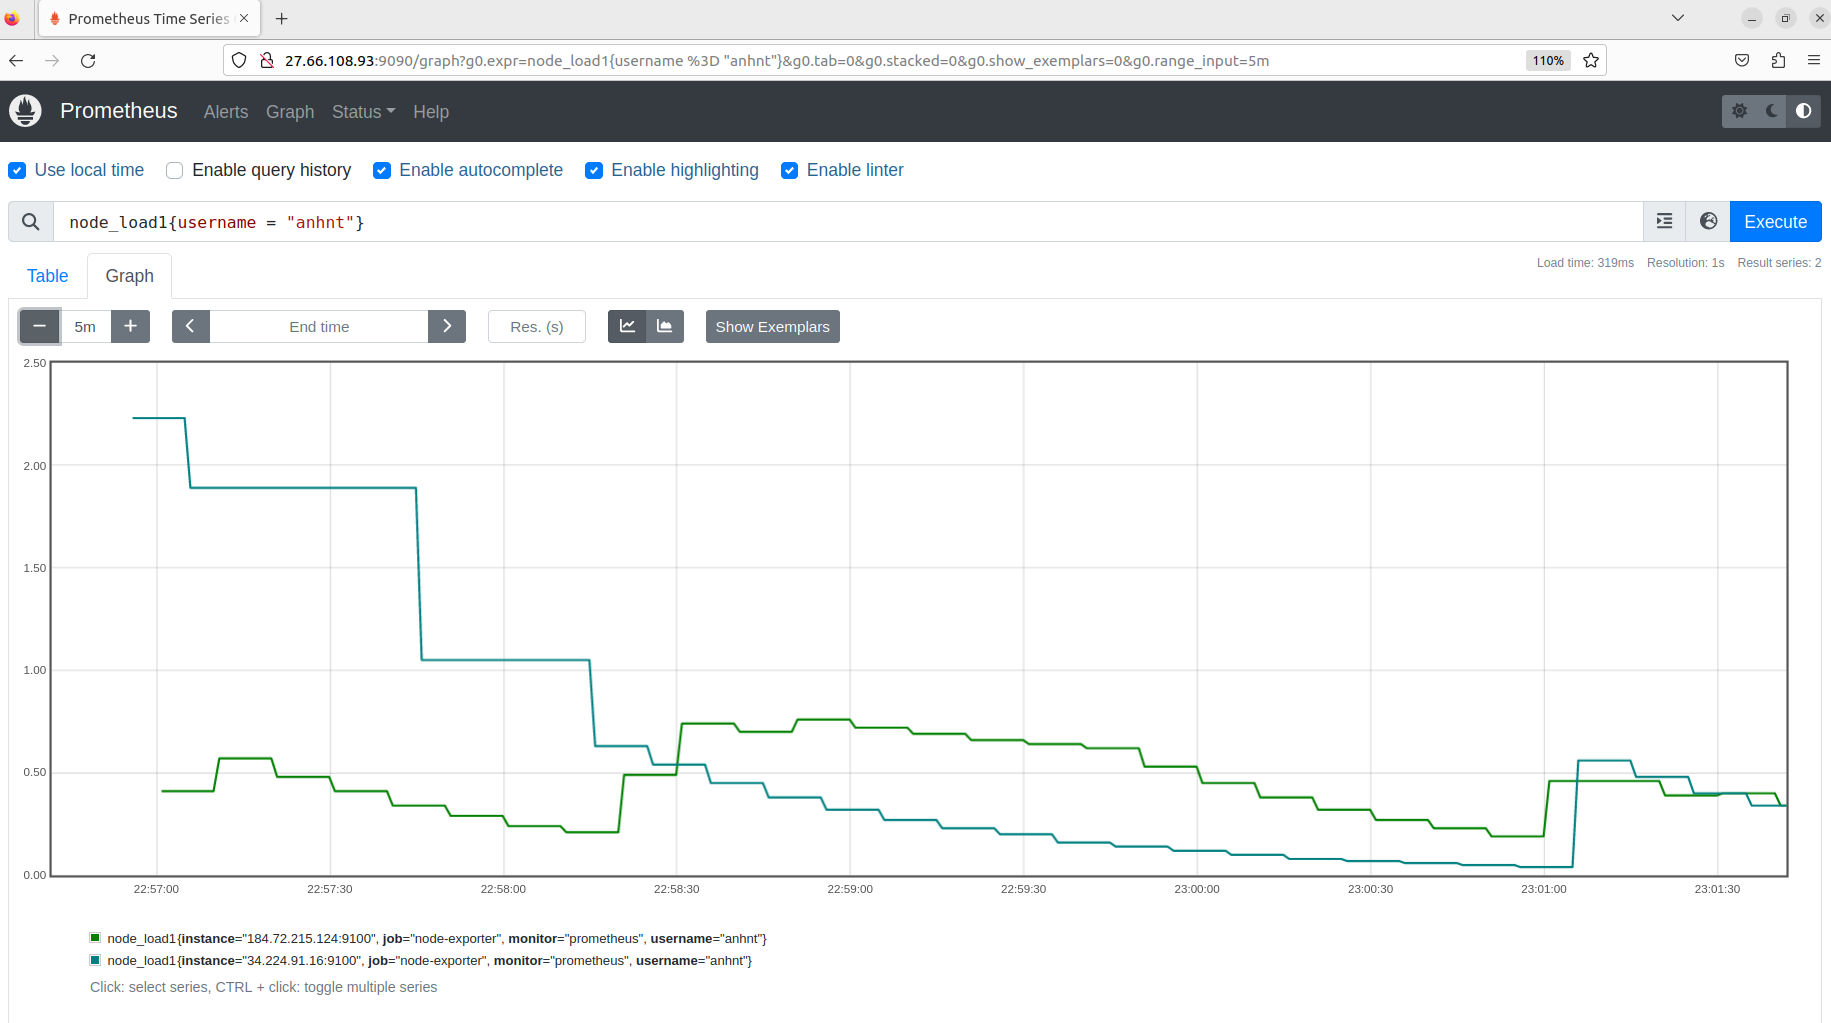 Prometheus Time Series
27.66.108.93:9090/graph?g0.expr=node_load1{username %3D "anhnt"}&g0.tab=0&g0.stacked=0&g0.show_exemplars=0&g0.range_input=5m
110%
Prometheus Alerts Graph Status Help
Use local time Enable query history Enable autocomplete Enable highlighting Enable linter
node_load1{username = "anhnt"}
Execute
Table Graph
Load time: 319ms Resolution: 1s Result series: 2
5m
End time
Res. (s)
Show Exemplars
2.50
2.00
1.50
1.00
0.50
0.00
22:57:00 22:57:30 22:58:00 22:58:30 22:59:00 22:59:30 23:00:00 23:00:30 23:01:00 23:01:30
node_load1{instance="184.72.215.124:9100", job="node-exporter", monitor="prometheus", username="anhnt"}
node_load1{instance="34.224.91.16:9100", job="node-exporter", monitor="prometheus", username="anhnt"}
Click: select series, CTRL + click: toggle multiple series